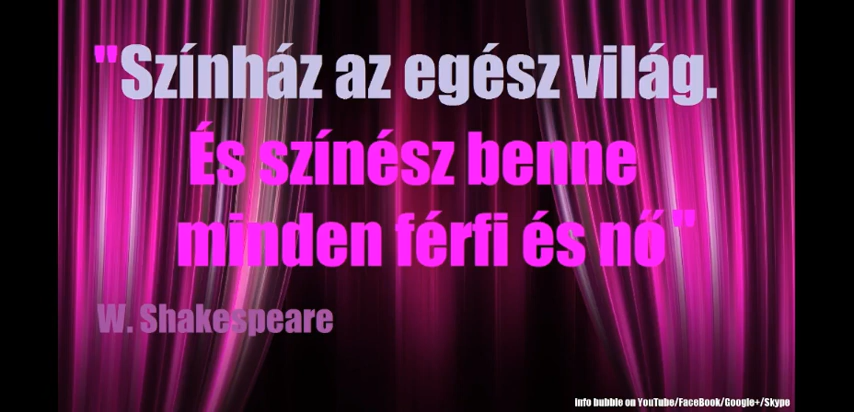 "Színház az egész világ.
És színész benne
minden férfi és nő"
W. Shakespeare
Info bubble on YouTube/FaceBook/Google+/Skype